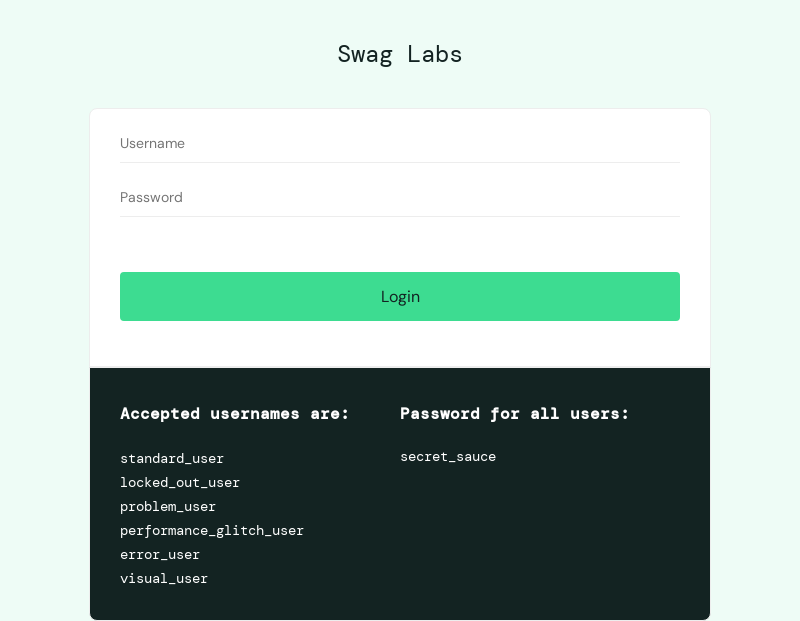 Swag Labs
Username
Password
Login
Accepted usernames are:
standard_user
locked_out_user
problem_user
performance_glitch_user
error_user
visual_user
Password for all users:
secret_sauce